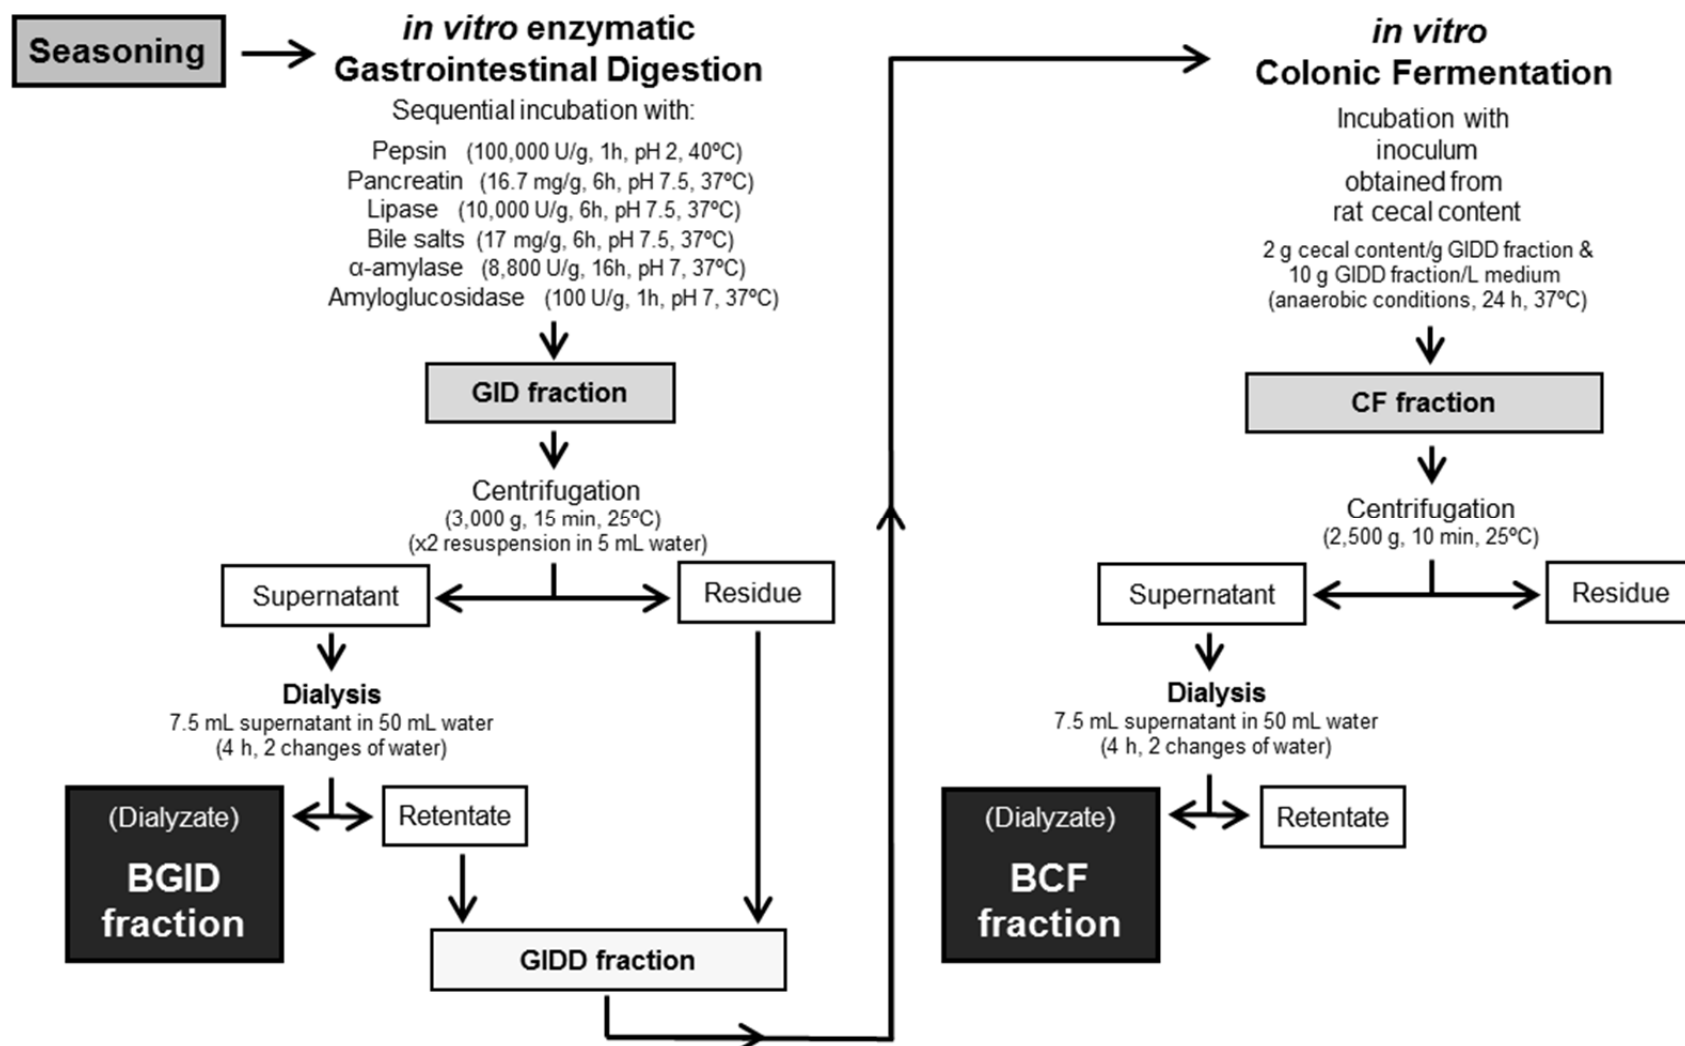 Seasoning
in vitro enzymatic
Gastrointestinal Digestion
Sequential incubation with:
Pepsin (100,000 U/g, 1h, pH 2, 40ºC)
Pancreatin (16.7 mg/g, 6h, pH 7.5, 37ºC)
Lipase (10,000 U/g, 6h, pH 7.5, 37ºC)
Bile salts (17 mg/g, 6h, pH 7.5, 37ºC)
α-amylase (8,800 U/g, 16h, pH 7, 37ºC)
Amyloglucosidase (100 U/g, 1h, pH 7, 37ºC)
GID fraction
Centrifugation
(3,000 g, 15 min, 25ºC)
(x2 resuspension in 5 mL water)
Supernatant
Residue
Dialysis
7.5 mL supernatant in 50 mL water
(4 h, 2 changes of water)
(Dialyzate)
BGID
fraction
Retentate
GIDD fraction
in vitro
Colonic Fermentation
Incubation with
inoculum
obtained from
rat cecal content
2 g cecal content/g GIDD fraction &
10 g GIDD fraction/L medium
(anaerobic conditions, 24 h, 37ºC)
CF fraction
Centrifugation
(2,500 g, 10 min, 25ºC)
Supernatant
Residue
Dialysis
7.5 mL supernatant in 50 mL water
(4 h, 2 changes of water)
(Dialyzate)
BCF
fraction
Retentate